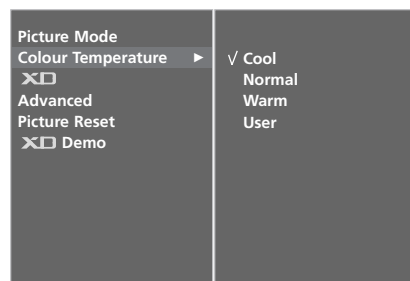 Picture Mode
Colour Temperature ►
XD
Advanced
Picture Reset
XD Demo
√ Cool
Normal
Warm
User